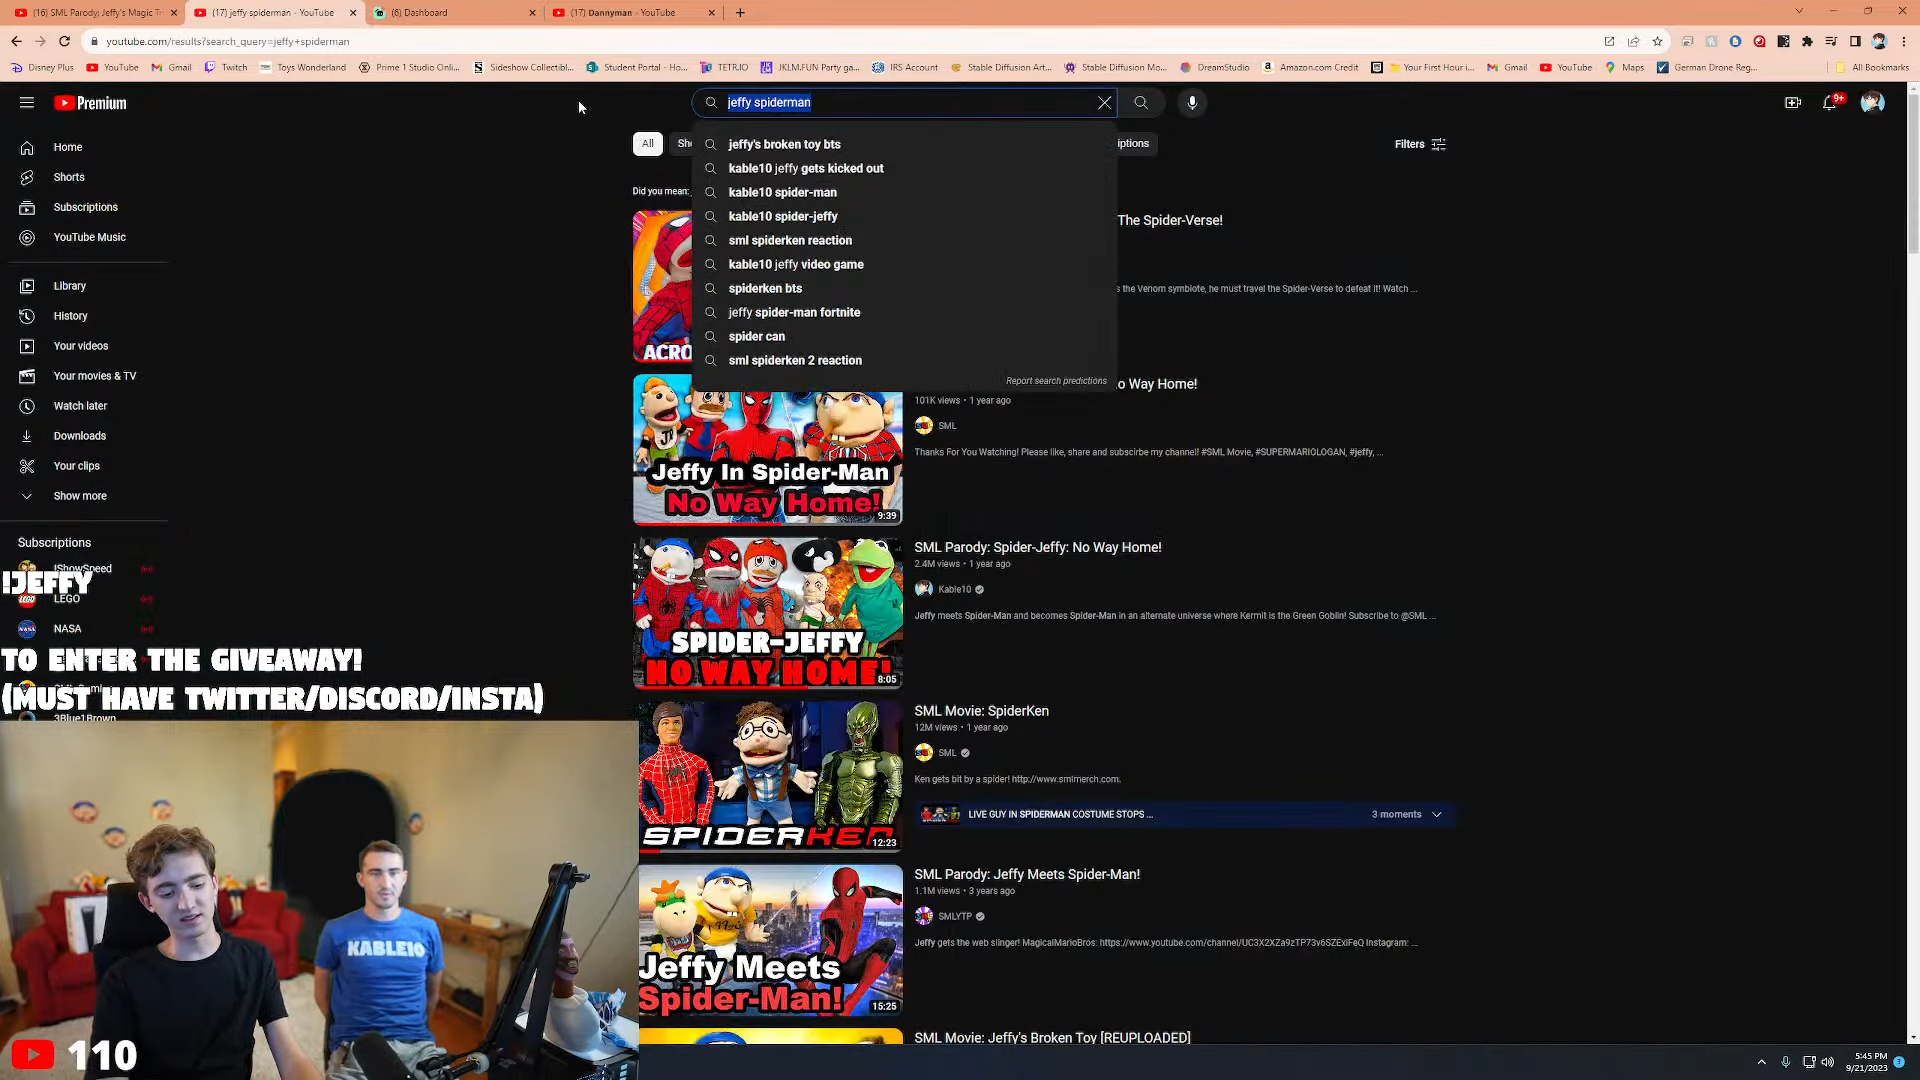 (16) SML Parody: Jeffy's Magic Tr
(17) jeffy spiderman - YouTube
(6) Dashboard
(17) Dannyman - YouTube
youtube.com/results?search_query=jeffy+spiderman
Disney Plus
YouTube
Gmail
Twitch
Toys Wonderland
Prime 1 Studio Onli...
Sideshow Collectibl...
Student Portal - Ho...
TETR.IO
JKLM.FUN Party ga...
IRS Account
Stable Diffusion Art...
Stable Diffusion Mo...
DreamStudio
Amazon.com Credit
Your First Hour i...
Gmail
YouTube
Maps
German Drone Reg...
All Bookmarks
Premium
jeffy spiderman
9+
Home
Shorts
Subscriptions
YouTube Music
Library
History
Your videos
Your movies & TV
Watch later
Downloads
Your clips
Show more
Subscriptions
IShowSpeed
!JEFFY
LEGO
NASA
TO ENTER THE GIVEAWAY!
(MUST HAVE TWITTER/DISCORD/INSTA)
3Blue1Brown
All
Sh
iptions
Filters
Did you mean:
jeffy's broken toy bts
kable10 jeffy gets kicked out
kable10 spider-man
kable10 spider-jeffy
sml spiderken reaction
kable10 jeffy video game
spiderken bts
jeffy spider-man fortnite
spider can
sml spiderken 2 reaction
Report search predictions
The Spider-Verse!
s the Venom symbiote, he must travel the Spider-Verse to defeat it! Watch ...
ACRO
o Way Home!
101K views • 1 year ago
SML
Thanks For You Watching! Please like, share and subscirbe my channel! #SML Movie, #SUPERMARIOLOGAN, #jeffy, ...
Jeffy In Spider-Man
No Way Home!
9:39
SML Parody: Spider-Jeffy: No Way Home!
2.4M views • 1 year ago
Kable10
Jeffy meets Spider-Man and becomes Spider-Man in an alternate universe where Kermit is the Green Goblin! Subscribe to @SML ...
SPIDER-JEFFY
NO WAY HOME!
8:05
SML Movie: SpiderKen
12M views • 1 year ago
SML
Ken gets bit by a spider! http://www.smlmerch.com.
LIVE GUY IN SPIDERMAN COSTUME STOPS ...
3 moments
SPIDERKEN
12:23
SML Parody: Jeffy Meets Spider-Man!
1.1M views • 3 years ago
SMLYTP
Jeffy gets the web slinger! MagicalMarioBros: https://www.youtube.com/channel/UC3X2XZa9zTP73v6SZExiFeQ Instagram: ...
Jeffy Meets
Spider-Man!
15:25
SML Movie: Jeffy's Broken Toy [REUPLOADED]
KABLE10
110
5:45 PM
9/21/2023
3